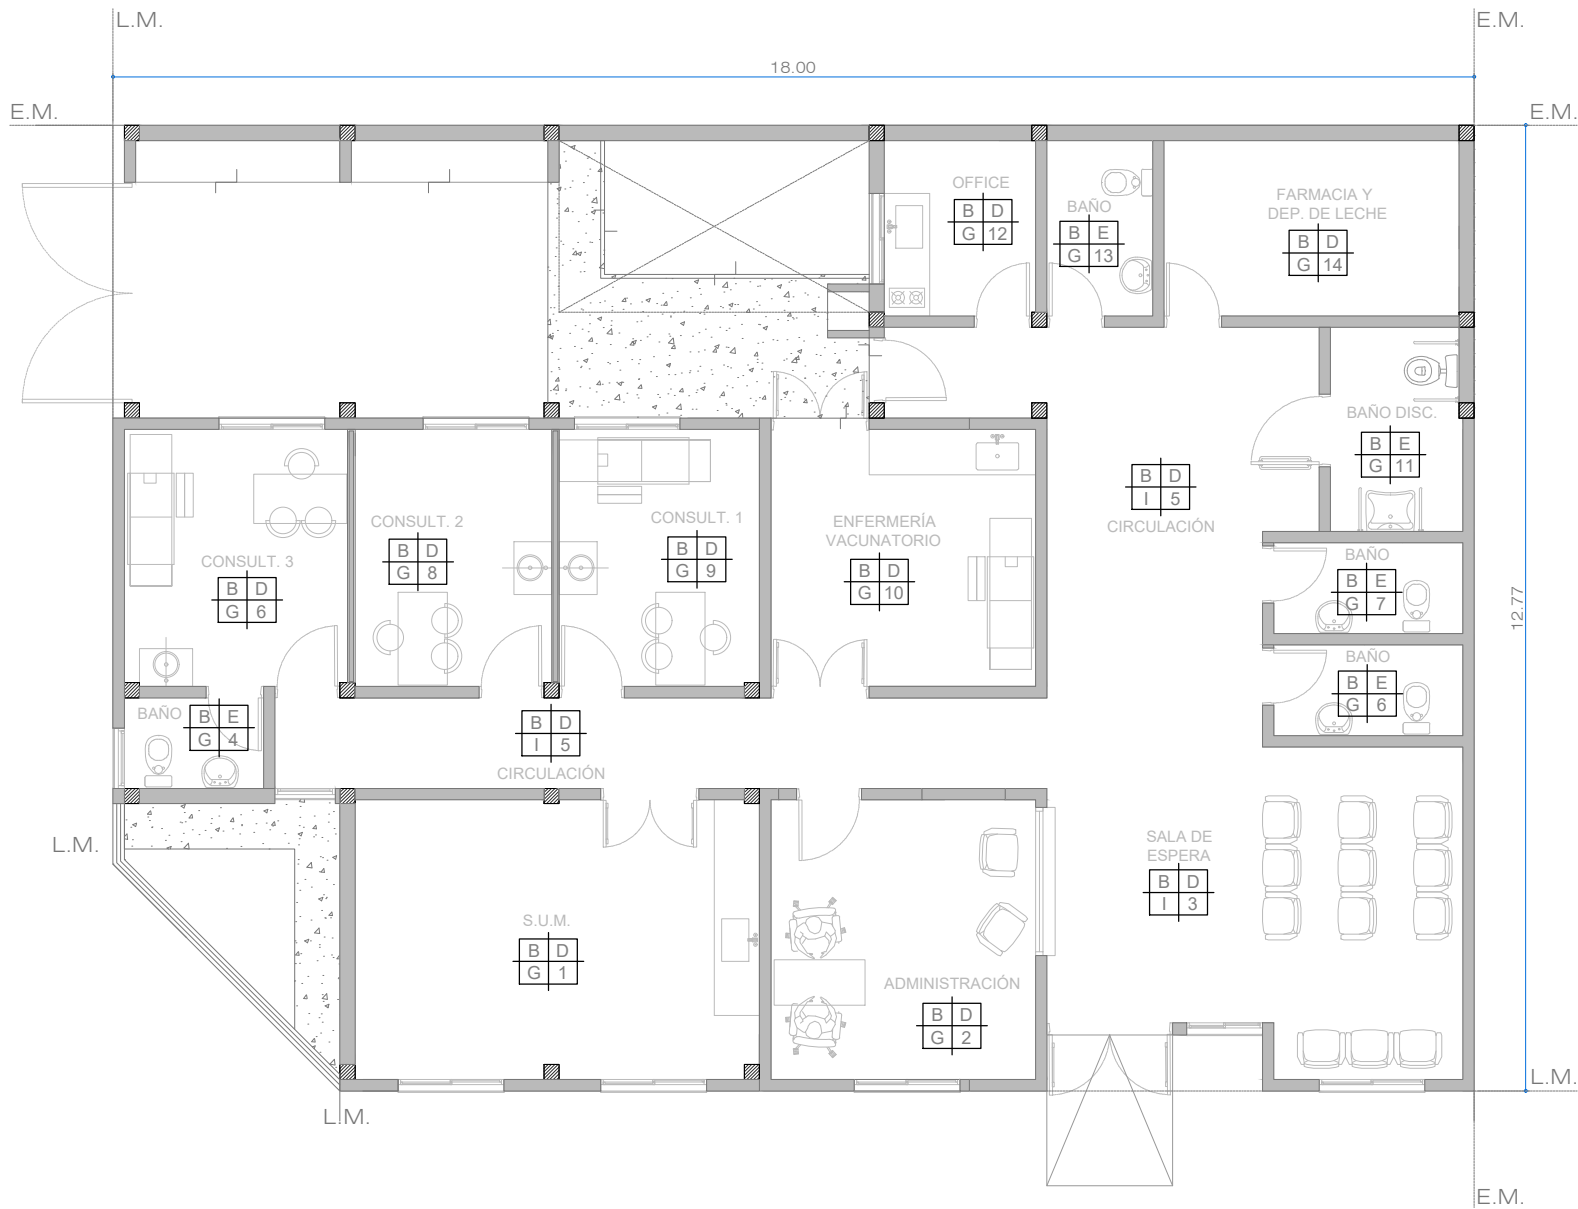 L.M.
E.M.
18.00
E.M.
E.M.
OFFICE
B D
G 12
BAÑO
B E
G 13
FARMACIA Y
DEP. DE LECHE
B D
G 14
BAÑO DISC.
B E
G 11
B D
I 5
CIRCULACIÓN
CONSULT. 3
B D
G 6
CONSULT. 2
B D
G 8
CONSULT. 1
B D
G 9
ENFERMERÍA
VACUNATORIO
B D
G 10
BAÑO
B E
G 7
12.77
BAÑO
B E
G 6
BAÑO
B E
G 4
B D
I 5
CIRCULACIÓN
L.M.
S.U.M.
B D
G 1
ADMINISTRACIÓN
B D
G 2
SALA DE
ESPERA
B D
I 3
L.M.
L.M.
E.M.